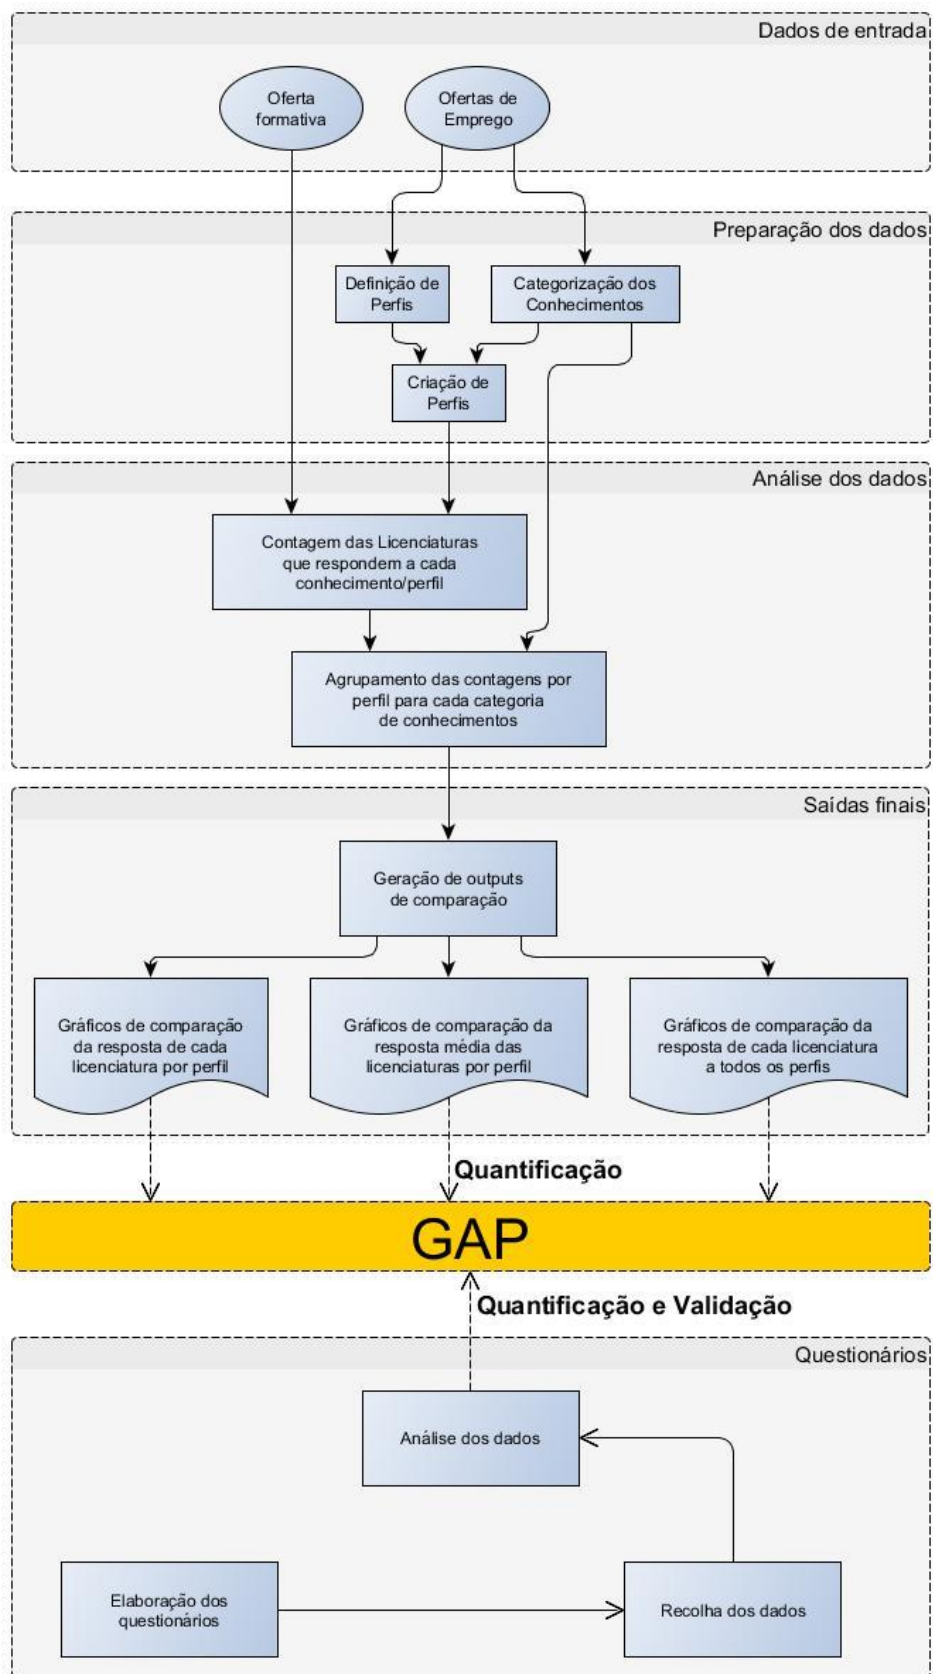 Dados de entrada
Oferta
formativa
Ofertas de
Emprego
Preparação dos dados
Definição de
Perfis
Categorização dos
Conhecimentos
Criação de
Perfis
Análise dos dados
Contagem das Licenciaturas
que respondem a cada
conhecimento/perfil
Agrupamento das contagens por
perfil para cada categoria
de conhecimentos
Saídas finais
Geração de outputs
de comparação
Gráficos de comparação
da resposta de cada
licenciatura por perfil
Gráficos de comparação da
resposta média das
licenciaturas por perfil
Gráficos de comparação da
resposta de cada licenciatura
a todos os perfis
Quantificação
GAP
Quantificação e Validação
Questionários
Análise dos dados
Elaboração dos
questionários
Recolha dos dados